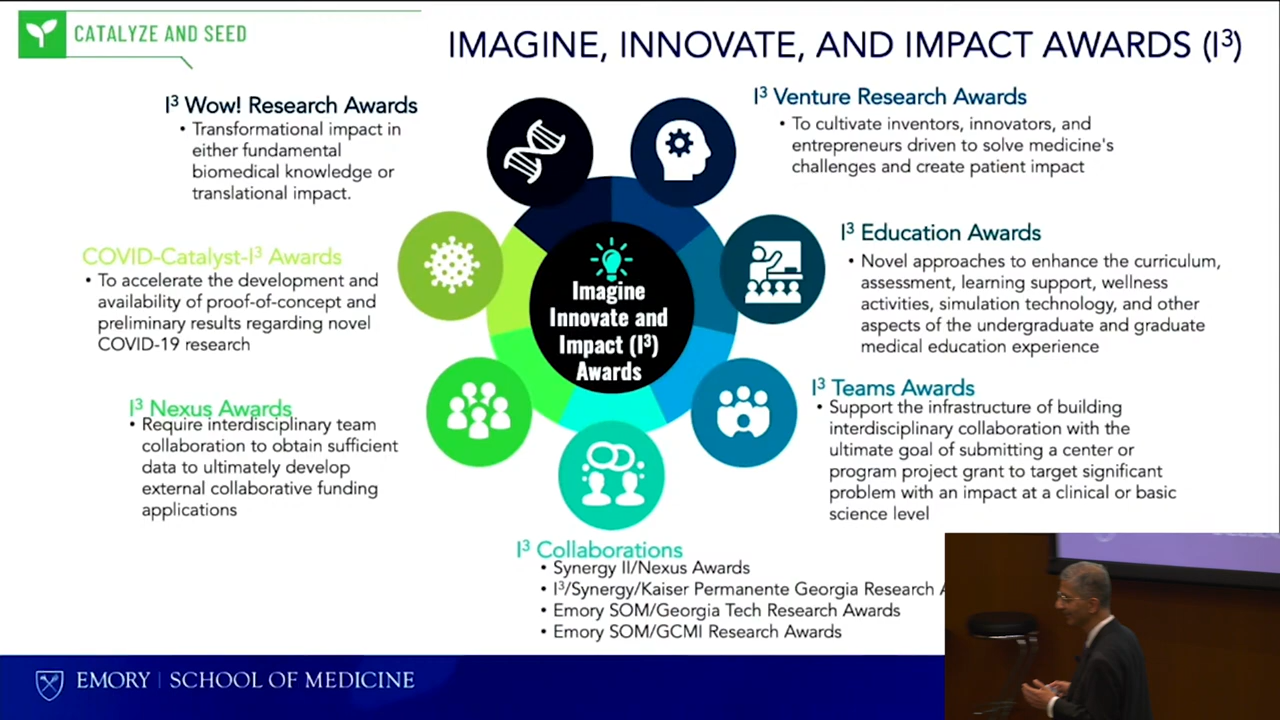 CATALYZE AND SEED
IMAGINE, INNOVATE, AND IMPACT AWARDS (I³)
I³ Wow! Research Awards
• Transformational impact in
either fundamental
biomedical knowledge or
translational impact.
I³ Venture Research Awards
• To cultivate inventors, innovators, and
entrepreneurs driven to solve medicine's
challenges and create patient impact
COVID-Catalyst-I³ Awards
• To accelerate the development and
availability of proof-of-concept and
preliminary results regarding novel
COVID-19 research
Imagine
Innovate and
Impact (I³)
Awards
I³ Education Awards
• Novel approaches to enhance the curriculum,
assessment, learning support, wellness
activities, simulation technology, and other
aspects of the undergraduate and graduate
medical education experience
I³ Nexus Awards
• Require interdisciplinary team
collaboration to obtain sufficient
data to ultimately develop
external collaborative funding
applications
I³ Teams Awards
• Support the infrastructure of building
interdisciplinary collaboration with the
ultimate goal of submitting a center or
program project grant to target significant
problem with an impact at a clinical or basic
science level
I³ Collaborations
• Synergy II/Nexus Awards
• I³/Synergy/Kaiser Permanente Georgia Research
• Emory SOM/Georgia Tech Research Awards
• Emory SOM/GCMI Research Awards
EMORY | SCHOOL OF MEDICINE